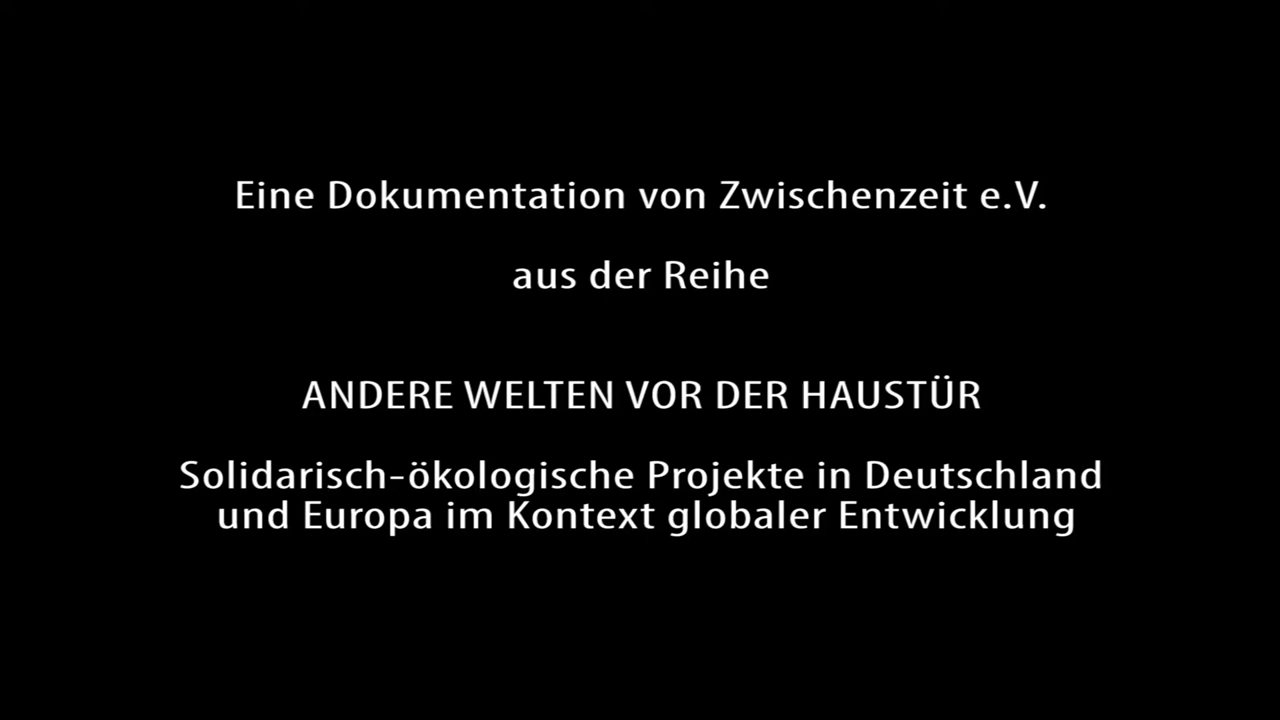 Eine Dokumentation von Zwischenzeit e.V.
aus der Reihe
ANDERE WELTEN VOR DER HAUSTÜR
Solidarisch-ökologische Projekte in Deutschland
und Europa im Kontext globaler Entwicklung